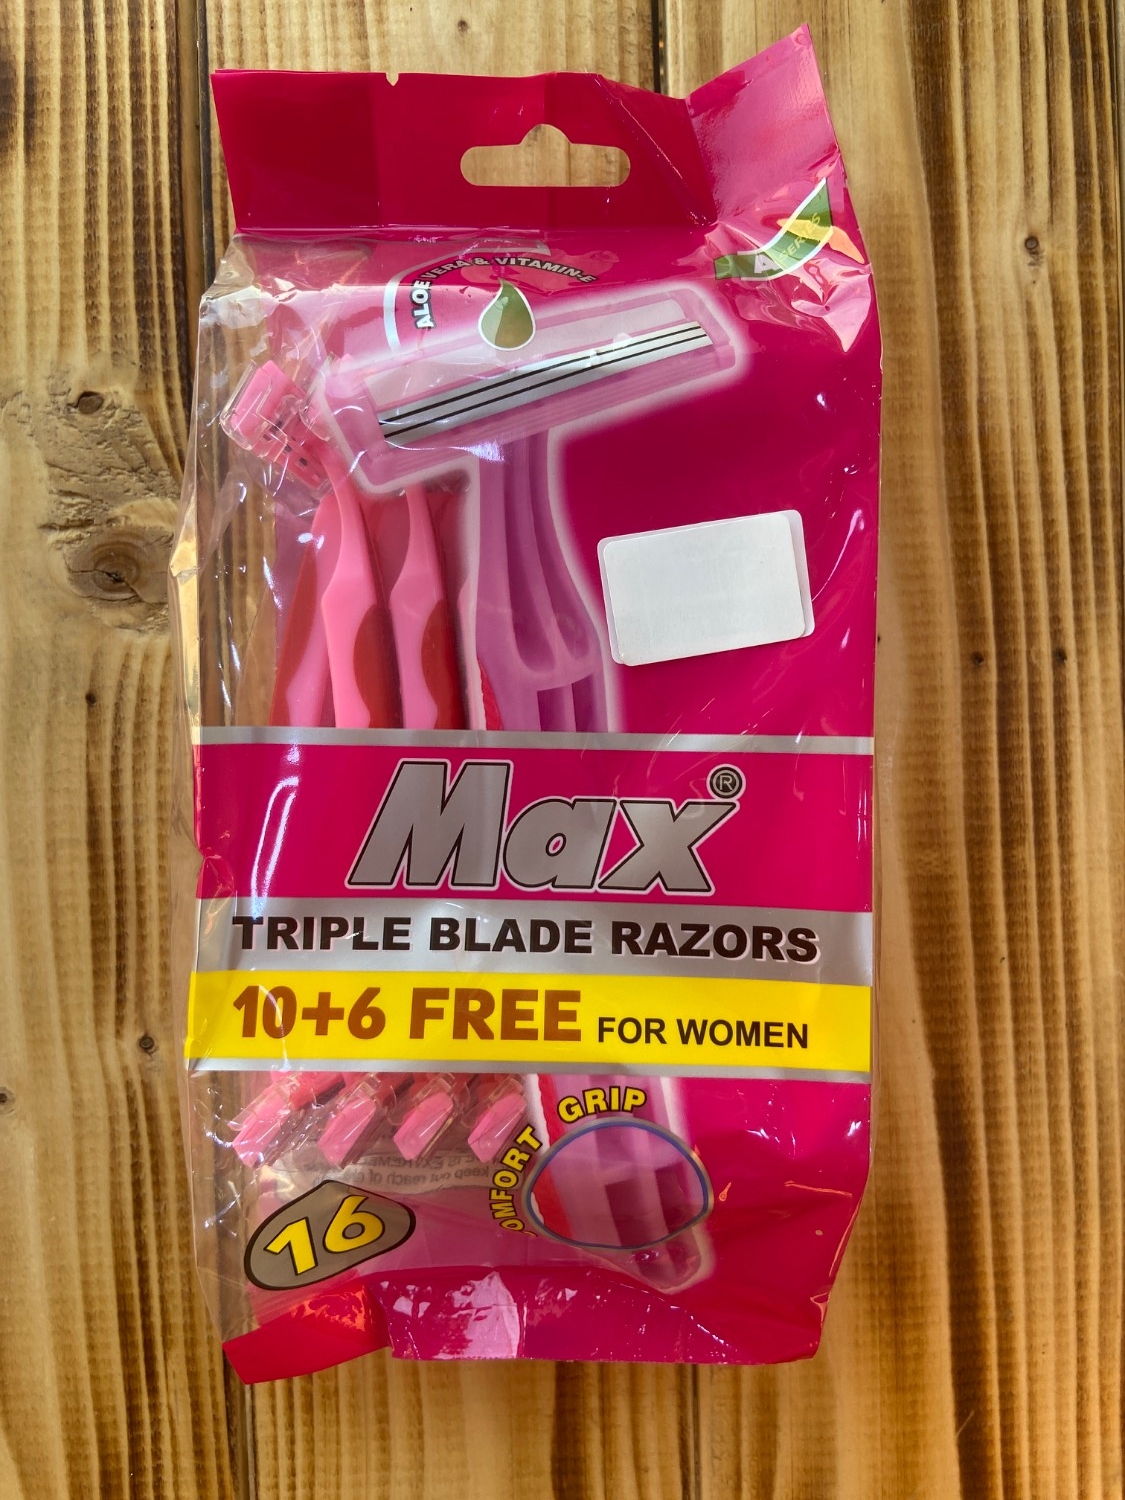 ALOE VERA & VITAMIN-E
Max®
TRIPLE BLADE RAZORS
10+6 FREE FOR WOMEN
COMFORT GRIP
16